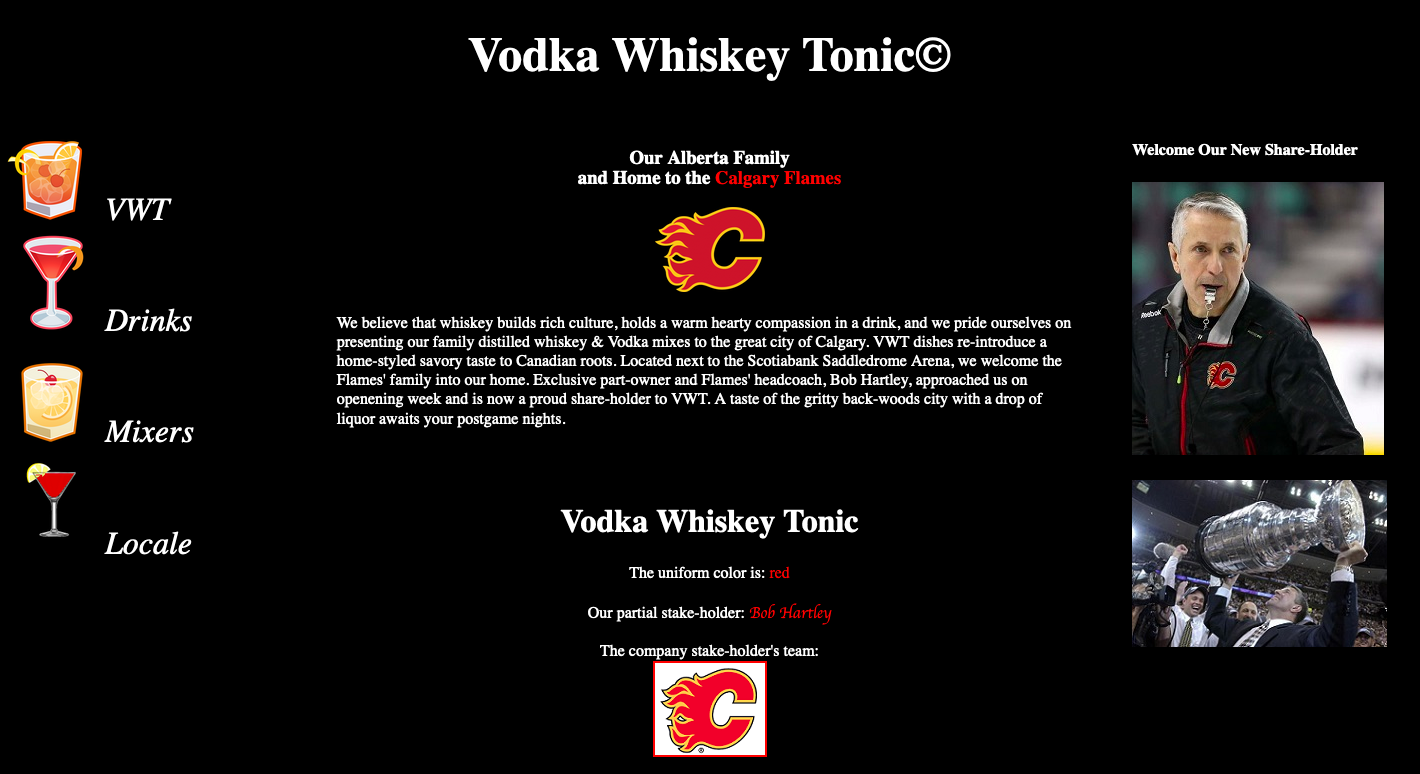 Vodka Whiskey Tonic©
VWT
Drinks
Mixers
Locale
Our Alberta Family
and Home to the Calgary Flames
We believe that whiskey builds rich culture, holds a warm hearty compassion in a drink, and we pride ourselves on
presenting our family distilled whiskey & Vodka mixes to the great city of Calgary. VWT dishes re-introduce a
home-styled savory taste to Canadian roots. Located next to the Scotiabank Saddledrome Arena, we welcome the
Flames' family into our home. Exclusive part-owner and Flames' headcoach, Bob Hartley, approached us on
openening week and is now a proud share-holder to VWT. A taste of the gritty back-woods city with a drop of
liquor awaits your postgame nights.
Vodka Whiskey Tonic
The uniform color is: red
Our partial stake-holder: Bob Hartley
The company stake-holder's team:
®
Welcome Our New Share-Holder
Reebok